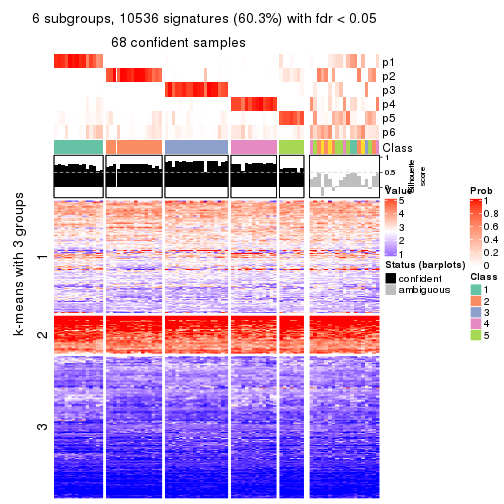 6 subgroups, 10536 signatures (60.3%) with fdr < 0.05
68 confident samples
p1
p2
p3
p4
p5
p6
Class
1
0.5
0
Silhouette
score
k-means with 3 groups
1
2
3
Value
5
4
3
2
1
Status (barplots)
confident
ambiguous
Prob
1
0.8
0.6
0.4
0.2
0
Class
1
2
3
4
5